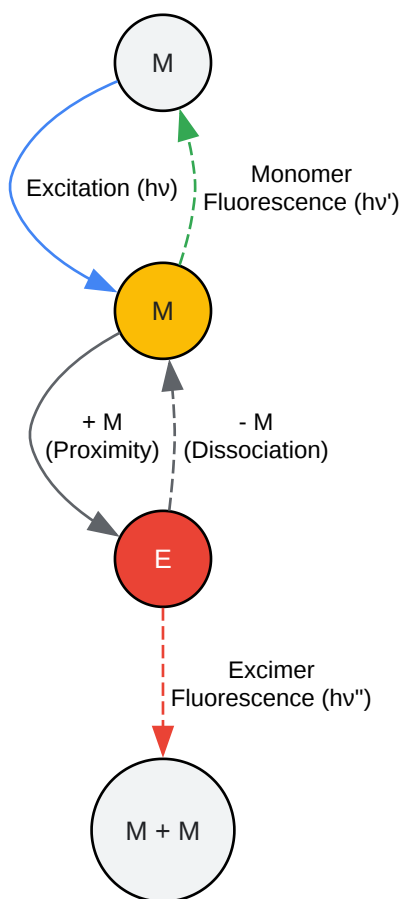 M
Excitation (hν)
Monomer
Fluorescence (hν')
M
+ M
(Proximity)
- M
(Dissociation)
E
Excimer
Fluorescence (hν")
M + M